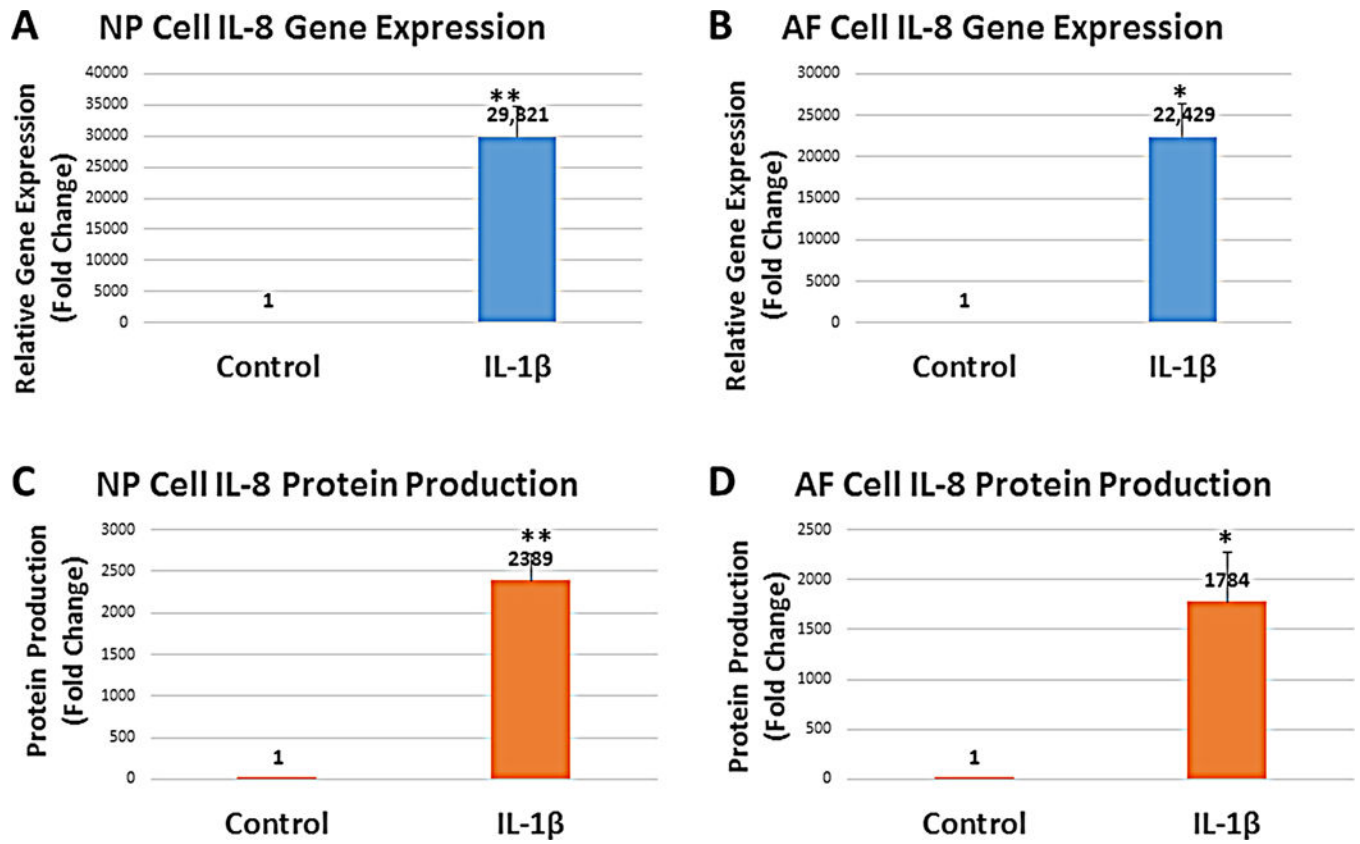 A NP Cell IL-8 Gene Expression
Relative Gene Expression
(Fold Change)
40000
35000
30000
25000
20000
15000
10000
5000
0
1
**
29,821
Control IL-1β
B AF Cell IL-8 Gene Expression
Relative Gene Expression
(Fold Change)
30000
25000
20000
15000
10000
5000
0
1
*
22,429
Control IL-1β
C NP Cell IL-8 Protein Production
Protein Production
(Fold Change)
3000
2500
2000
1500
1000
500
0
1
**
2389
Control IL-1β
D AF Cell IL-8 Protein Production
Protein Production
(Fold Change)
2500
2000
1500
1000
500
0
1
*
1784
Control IL-1β